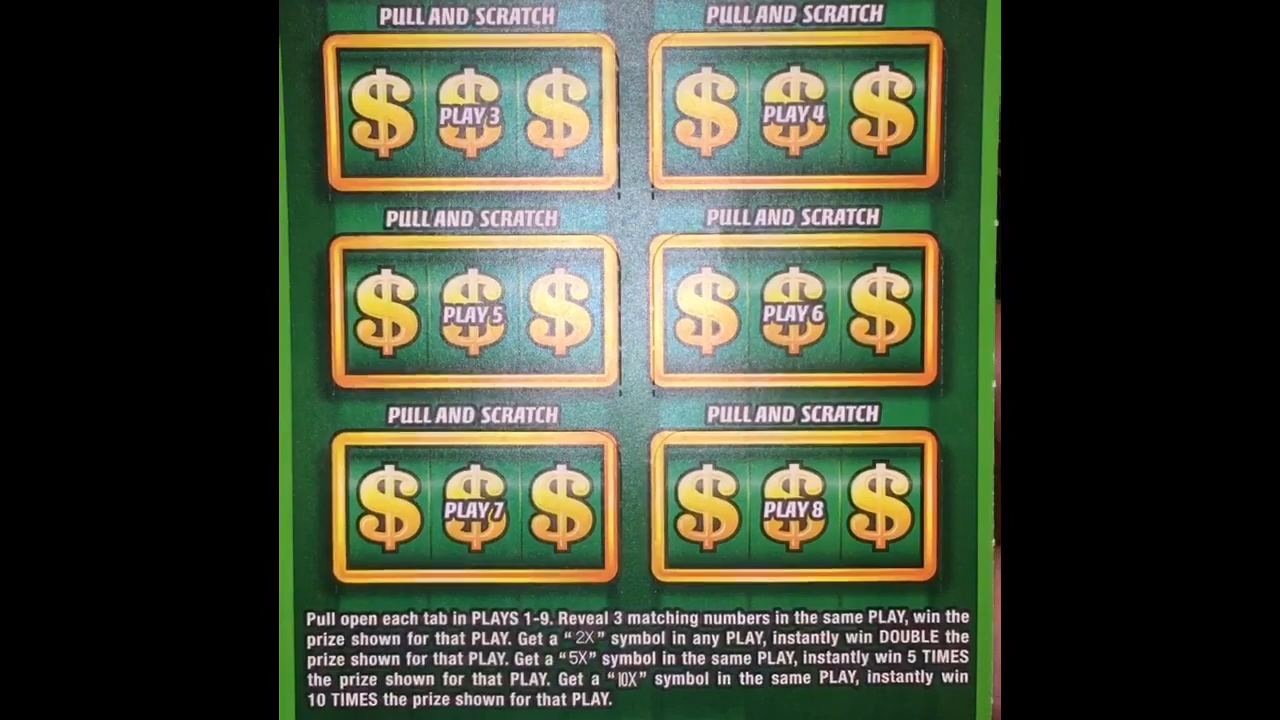 PULL AND SCRATCH PULL AND SCRATCH
PLAY 3 PLAY 4
PULL AND SCRATCH PULL AND SCRATCH
PLAY 5 PLAY 6
PULL AND SCRATCH PULL AND SCRATCH
PLAY 7 PLAY 8
Pull open each tab in PLAYS 1-9. Reveal 3 matching numbers in the same PLAY, win the
prize shown for that PLAY. Get a "2X" symbol in any PLAY, instantly win DOUBLE the
prize shown for that PLAY. Get a "5X" symbol in the same PLAY, instantly win 5 TIMES
the prize shown for that PLAY. Get a "10X" symbol in the same PLAY, instantly win
10 TIMES the prize shown for that PLAY.